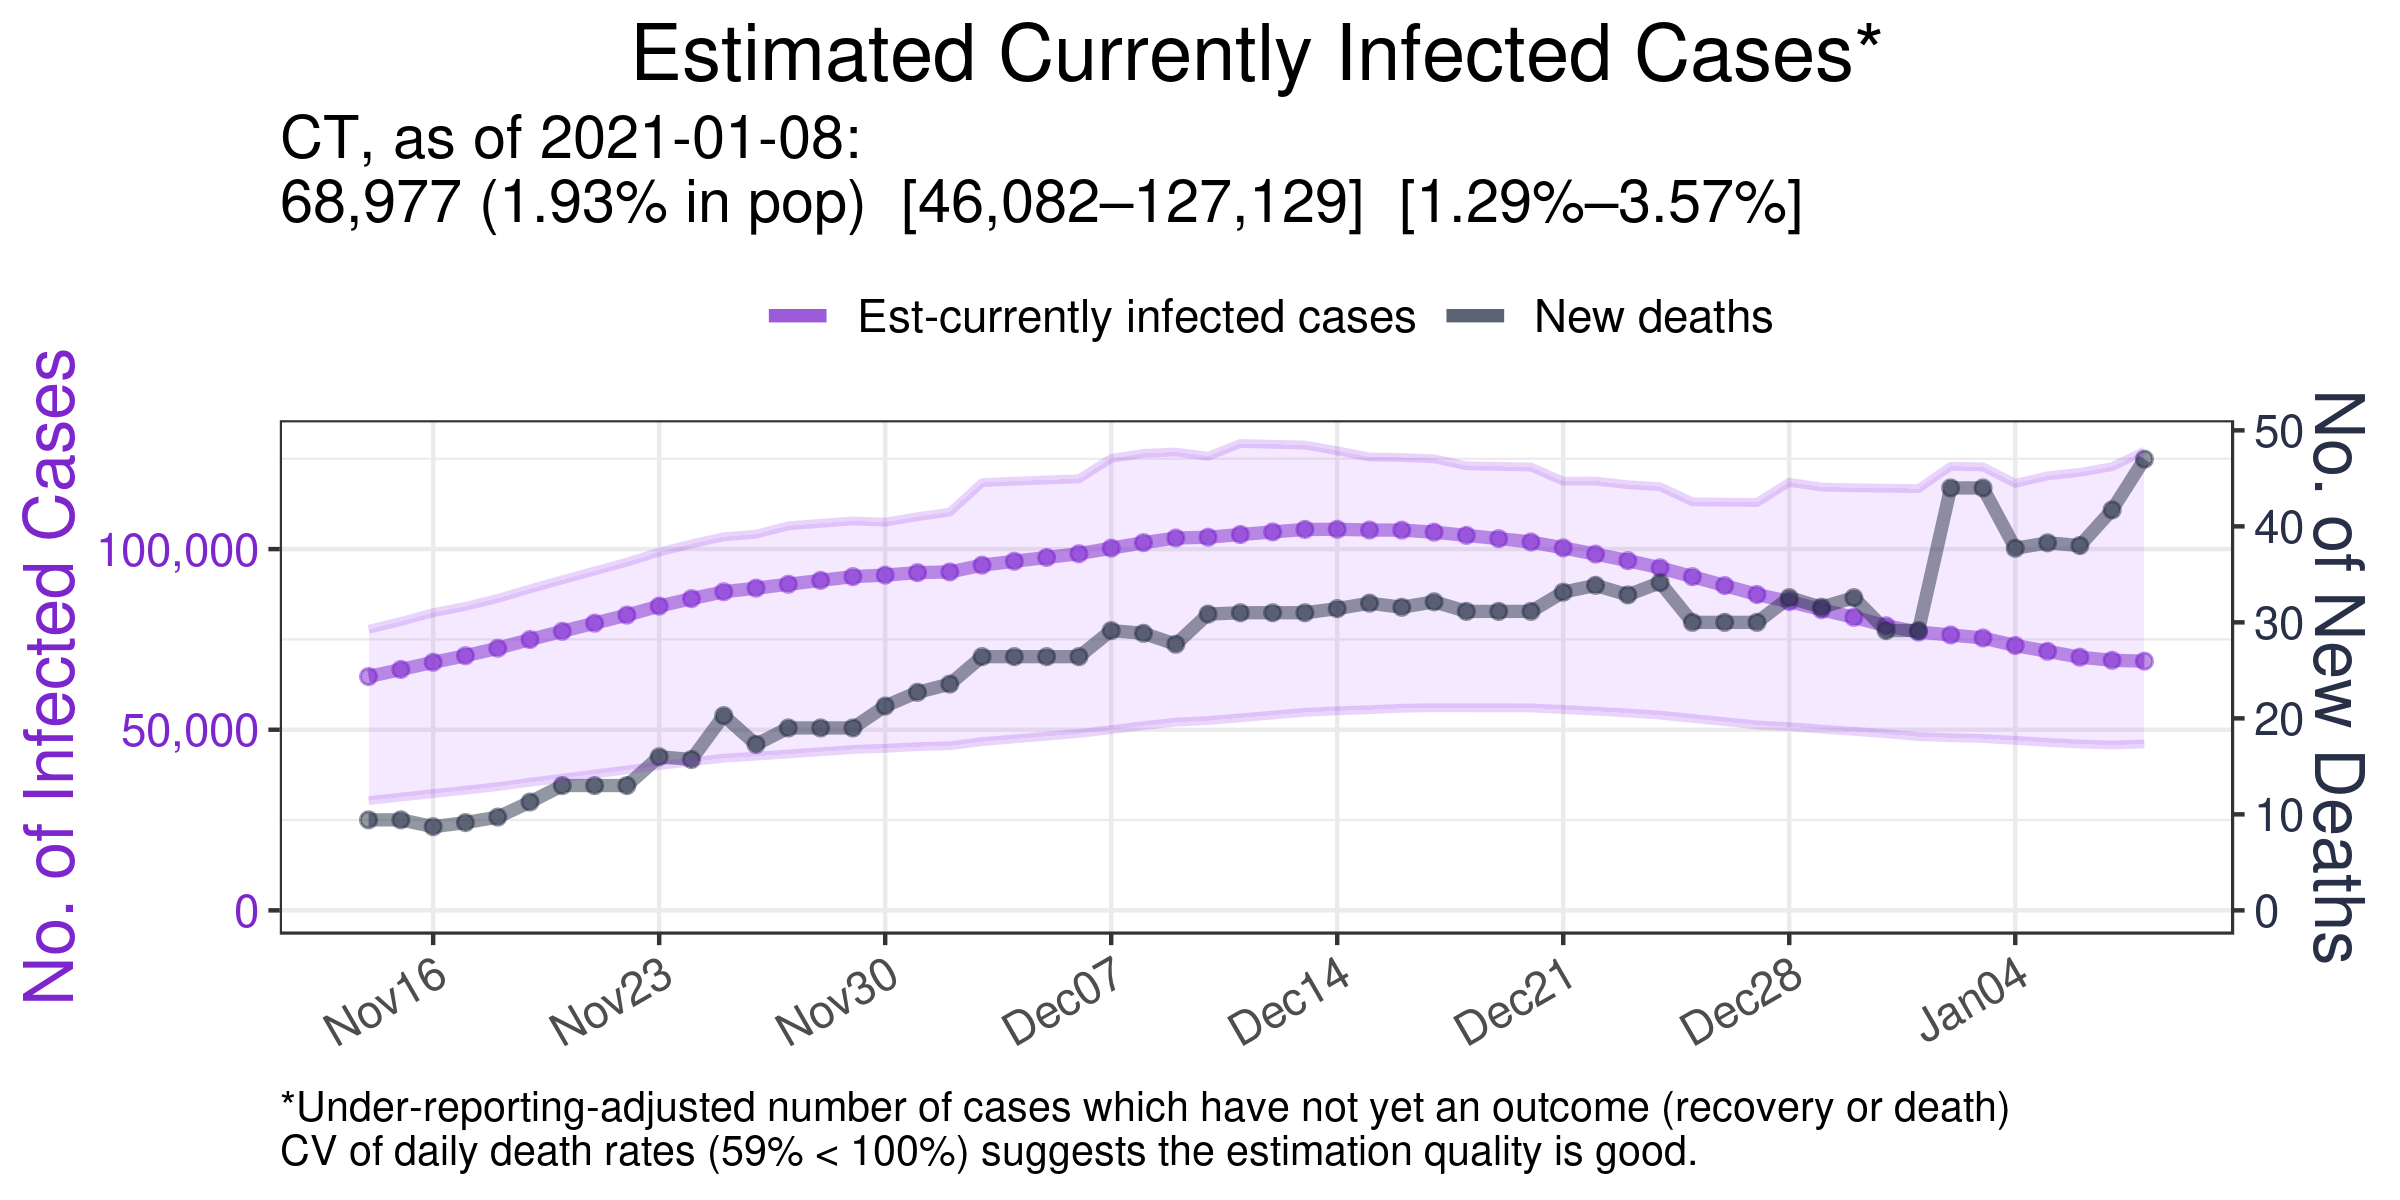 Estimated Currently Infected Cases*
CT, as of 2021-01-08:
68,977 (1.93% in pop)  [46,082–127,129]  [1.29%–3.57%]
Est-currently infected cases
New deaths
No. of Infected Cases
100,000
50,000
0
50
40
30
20
10
0
No. of New Deaths
Nov16
Nov23
Nov30
Dec07
Dec14
Dec21
Dec28
Jan04
*Under-reporting-adjusted number of cases which have not yet an outcome (recovery or death)
CV of daily death rates (59% < 100%) suggests the estimation quality is good.